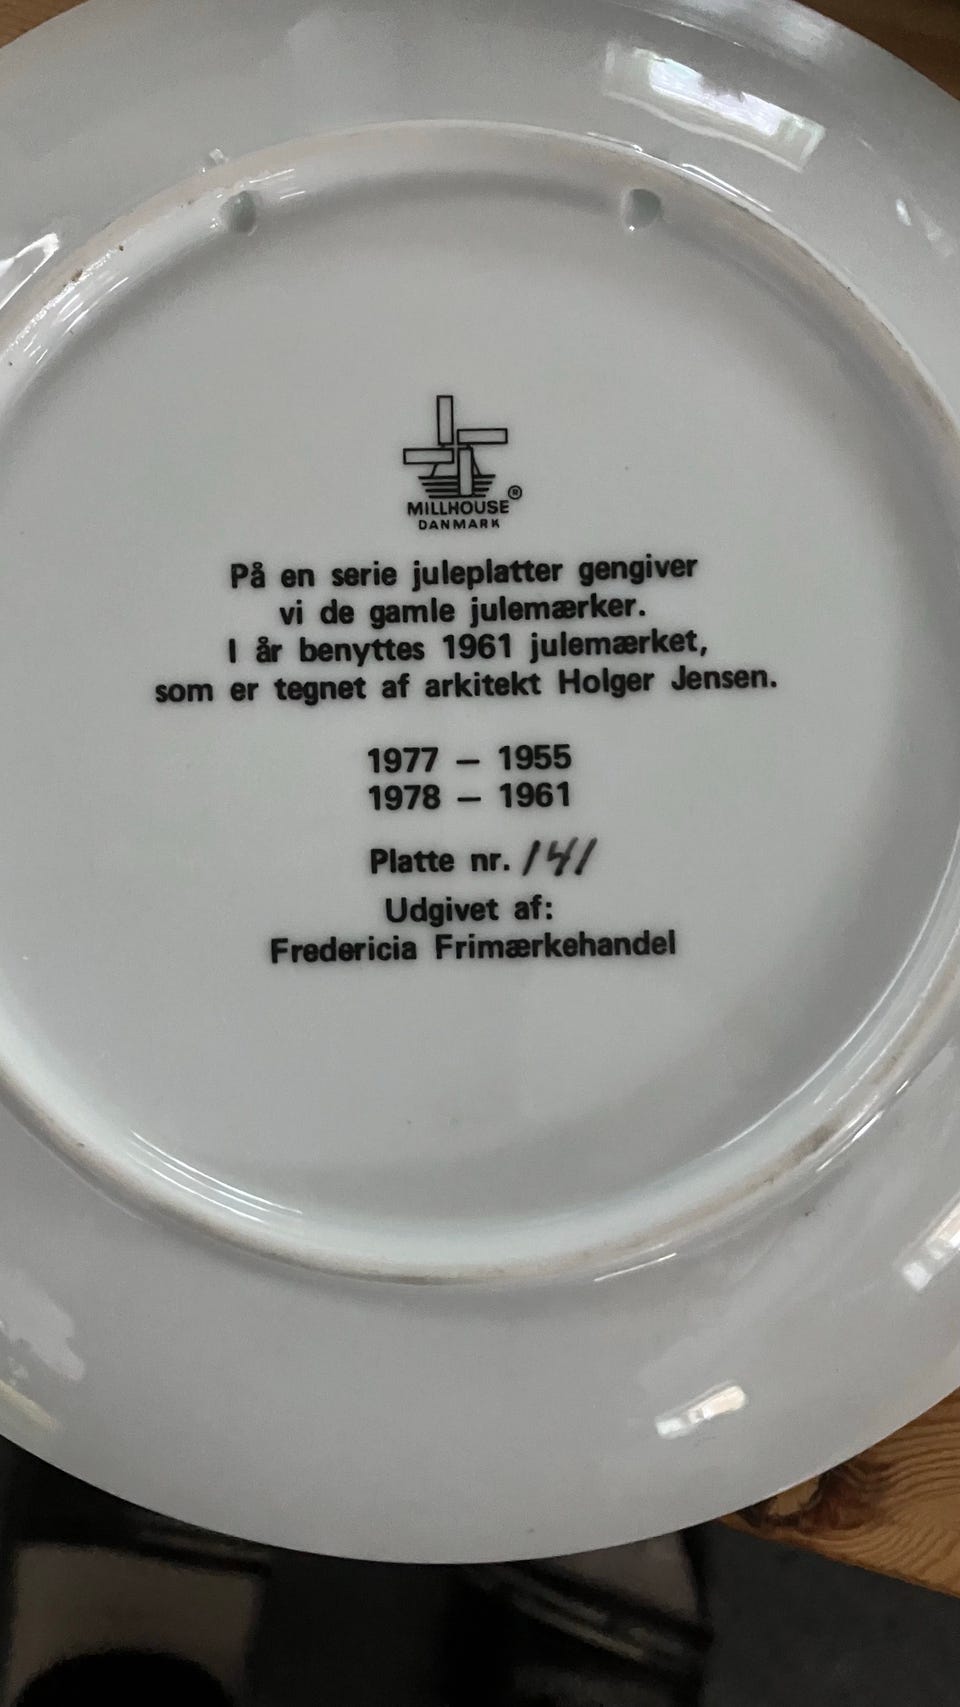 MILLHOUSE ®
DANMARK
På en serie juleplatter gengiver
vi de gamle julemærker.
I år benyttes 1961 julemærket,
som er tegnet af arkitekt Holger Jensen.
1977 – 1955
1978 – 1961
Platte nr. 141
Udgivet af:
Fredericia Frimærkehandel